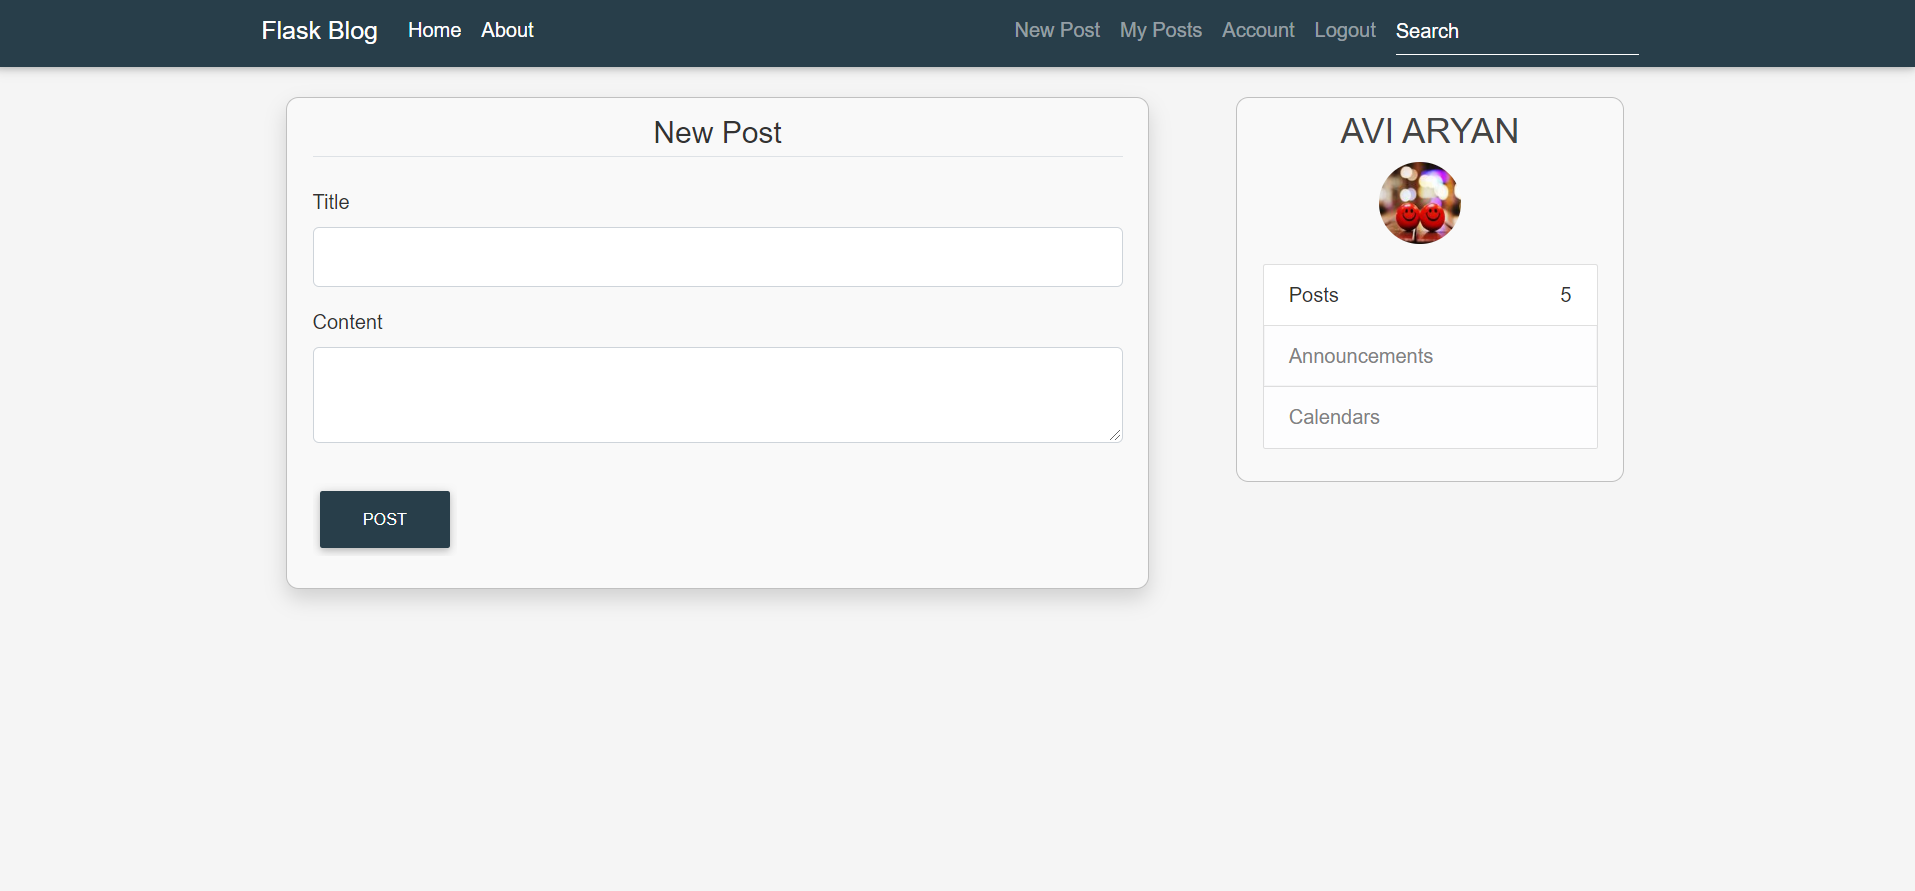 Flask Blog Home About New Post My Posts Account Logout Search
New Post
Title
Content
POST
AVI ARYAN
Posts 5
Announcements
Calendars